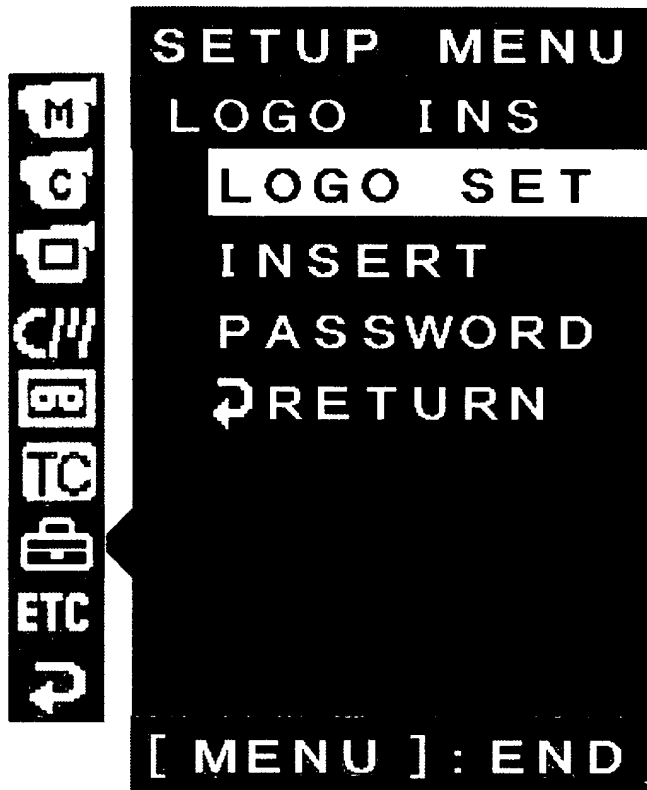 SETUP MENU
LOGO INS
LOGO SET
INSERT
PASSWORD
RETURN
[MENU]:END
M
C
TC
ETC